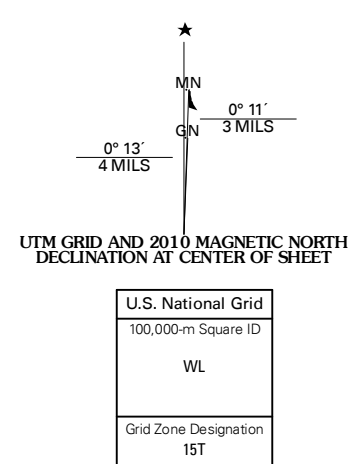 MN
0° 11´
3 MILS
GN
0° 13´
4 MILS
UTM GRID AND 2010 MAGNETIC NORTH
DECLINATION AT CENTER OF SHEET
U.S. National Grid
100,000-m Square ID
WL
Grid Zone Designation
15T